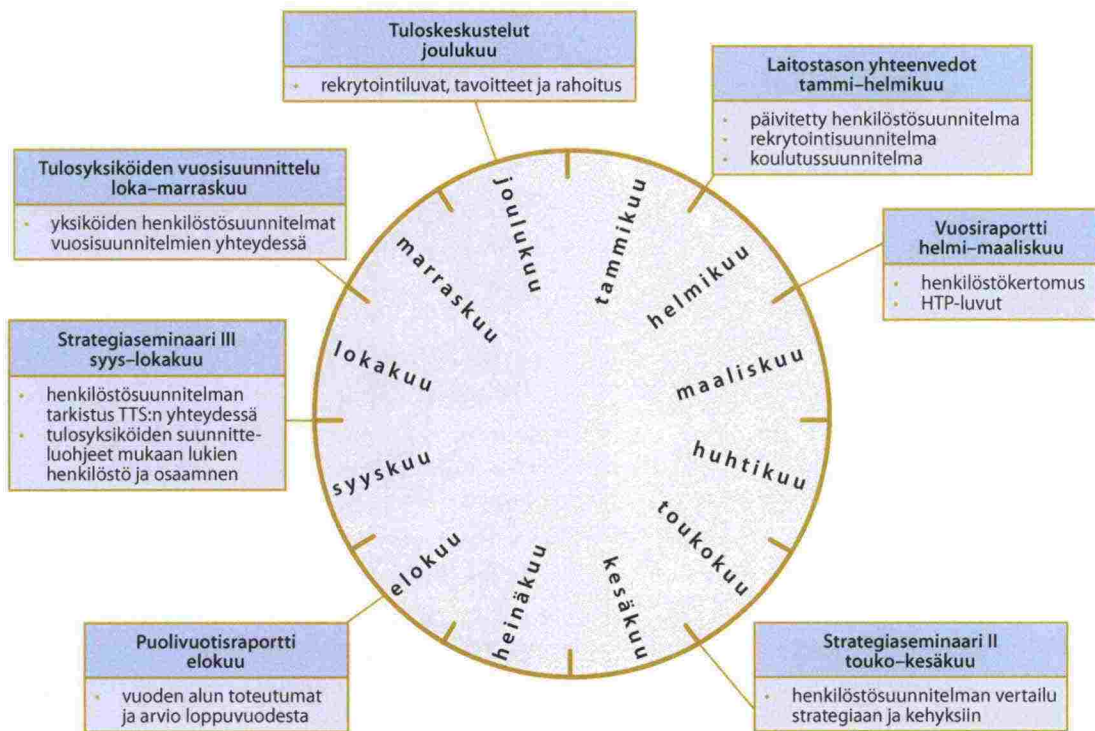 Tuloskeskustelut
joulukuu
• rekrytointiluvat, tavoitteet ja rahoitus
Laitostason yhteenvedot
tammi–helmikuu
• päivitetty henkilöstösuunnitelma
• rekrytointisuunnitelma
• koulutussuunnitelma
Tulosyksiköiden vuosisuunnittelu
loka–marraskuu
• yksiköiden henkilöstösuunnitelmat
vuosisuunnitelmien yhteydessä
Vuosiraportti
helmi–maaliskuu
• henkilöstökertomus
• HTP-luvut
Strategiaseminaari III
syys–lokakuu
• henkilöstösuunnitelman
tarkistus TTS:n yhteydessä
• tulosyksiköiden suunnitte-
luohjeet mukaan lukien
henkilöstö ja osaamnen
Puolivuotisraportti
elokuu
• vuoden alun toteutumat
ja arvio loppuvuodesta
Strategiaseminaari II
touko–kesäkuu
• henkilöstösuunnitelman vertailu
strategiaan ja kehyksiin
tammikuu
helmikuu
maaliskuu
huhtikuu
toukokuu
kesäkuu
heinäkuu
elokuu
syyskuu
lokakuu
marraskuu
joulukuu